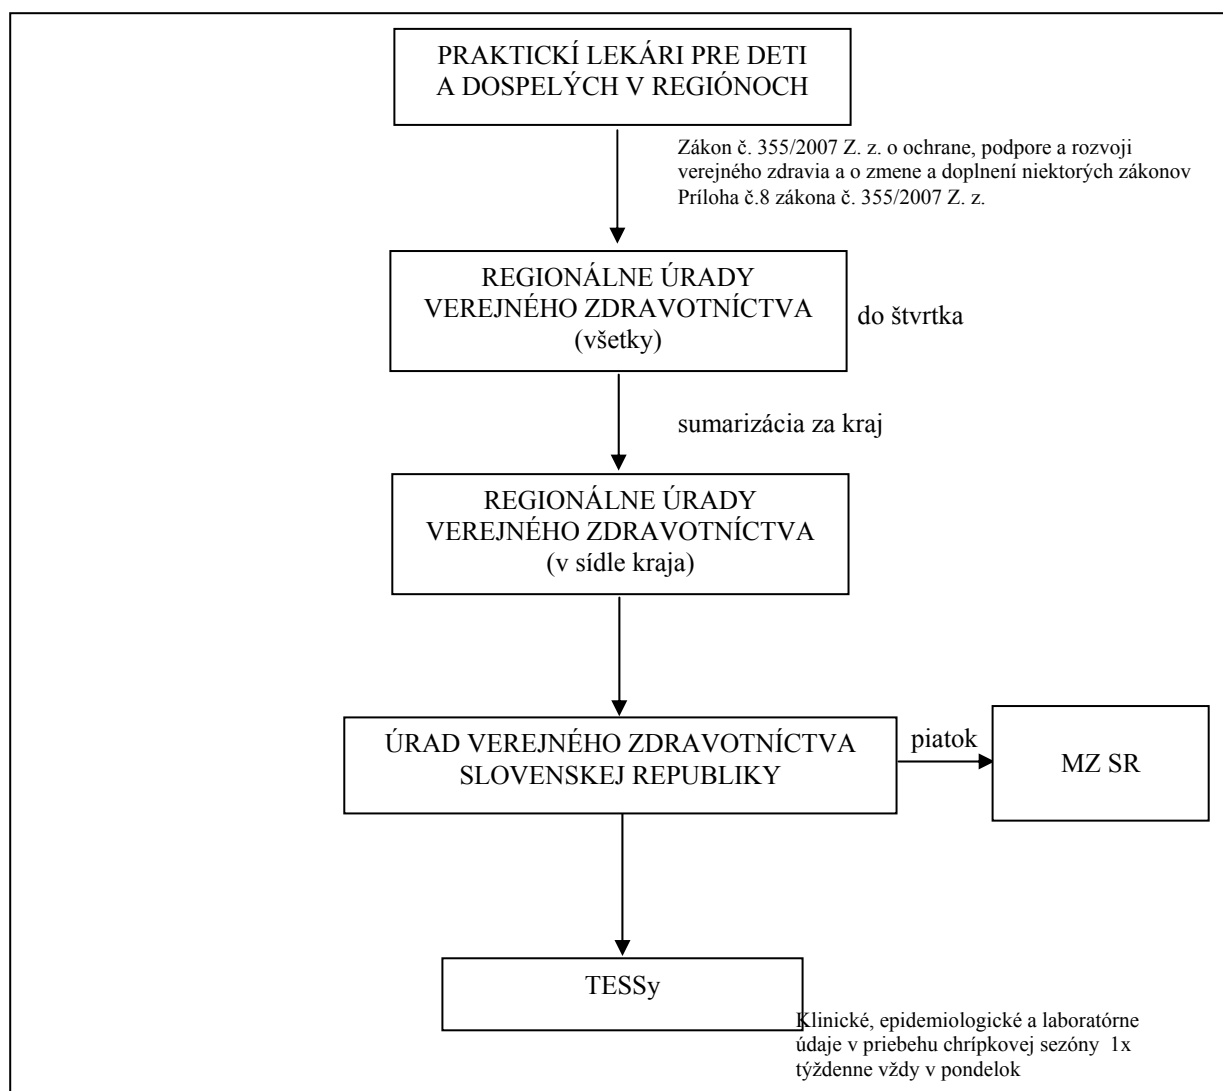 PRAKTICKÍ LEKÁRI PRE DETI
A DOSPELÝCH V REGIÓNOCH
Zákon č. 355/2007 Z. z. o ochrane, podpore a rozvoji
verejného zdravia a o zmene a doplnení niektorých zákonov
Príloha č.8 zákona č. 355/2007 Z. z.
REGIONÁLNE ÚRADY
VEREJNÉHO ZDRAVOTNÍCTVA
(všetky)
do štvrtka
sumarizácia za kraj
REGIONÁLNE ÚRADY
VEREJNÉHO ZDRAVOTNÍCTVA
(v sídle kraja)
ÚRAD VEREJNÉHO ZDRAVOTNÍCTVA
SLOVENSKEJ REPUBLIKY
piatok
MZ SR
TESSy
Klinické, epidemiologické a laboratórne
údaje v priebehu chrípkovej sezóny 1x
týždenne vždy v pondelok